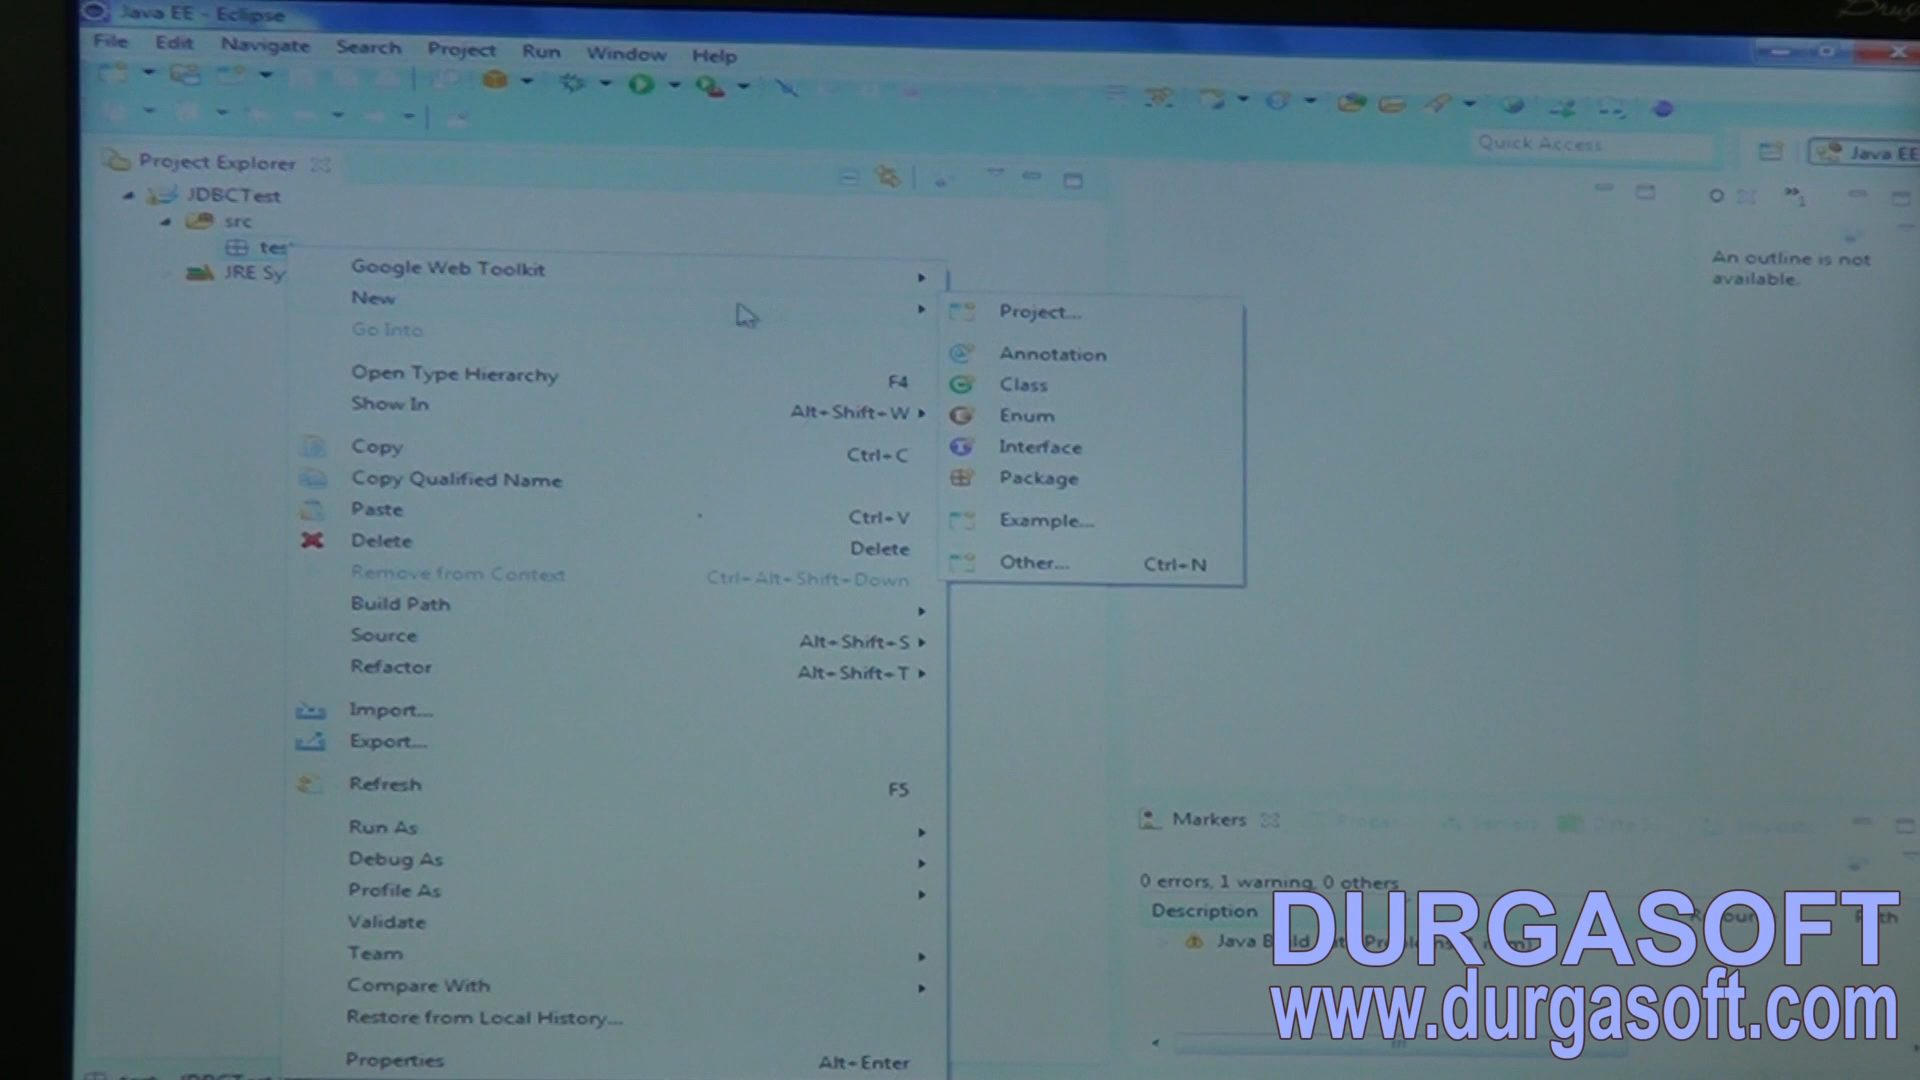 Java EE - Eclipse
File Edit Navigate Search Project Run Window Help
Quick Access
Java EE
Project Explorer
JDBCTest
src
JRE Sy
An outline is not
available.
Google Web Toolkit
New
Go Into
Open Type Hierarchy F4
Show In Alt+Shift+W
Copy Ctrl+C
Copy Qualified Name
Paste Ctrl+V
Delete Delete
Remove from Context Ctrl+Alt+Shift+Down
Build Path
Source Alt+Shift+S
Refactor Alt+Shift+T
Import...
Export...
Refresh F5
Run As
Debug As
Profile As
Validate
Team
Compare With
Restore from Local History...
Properties Alt+Enter
Project...
Annotation
Class
Enum
Interface
Package
Example...
Other... Ctrl+N
Markers
0 errors, 1 warning, 0 others
Description
Java
DURGASOFT
www.durgasoft.com